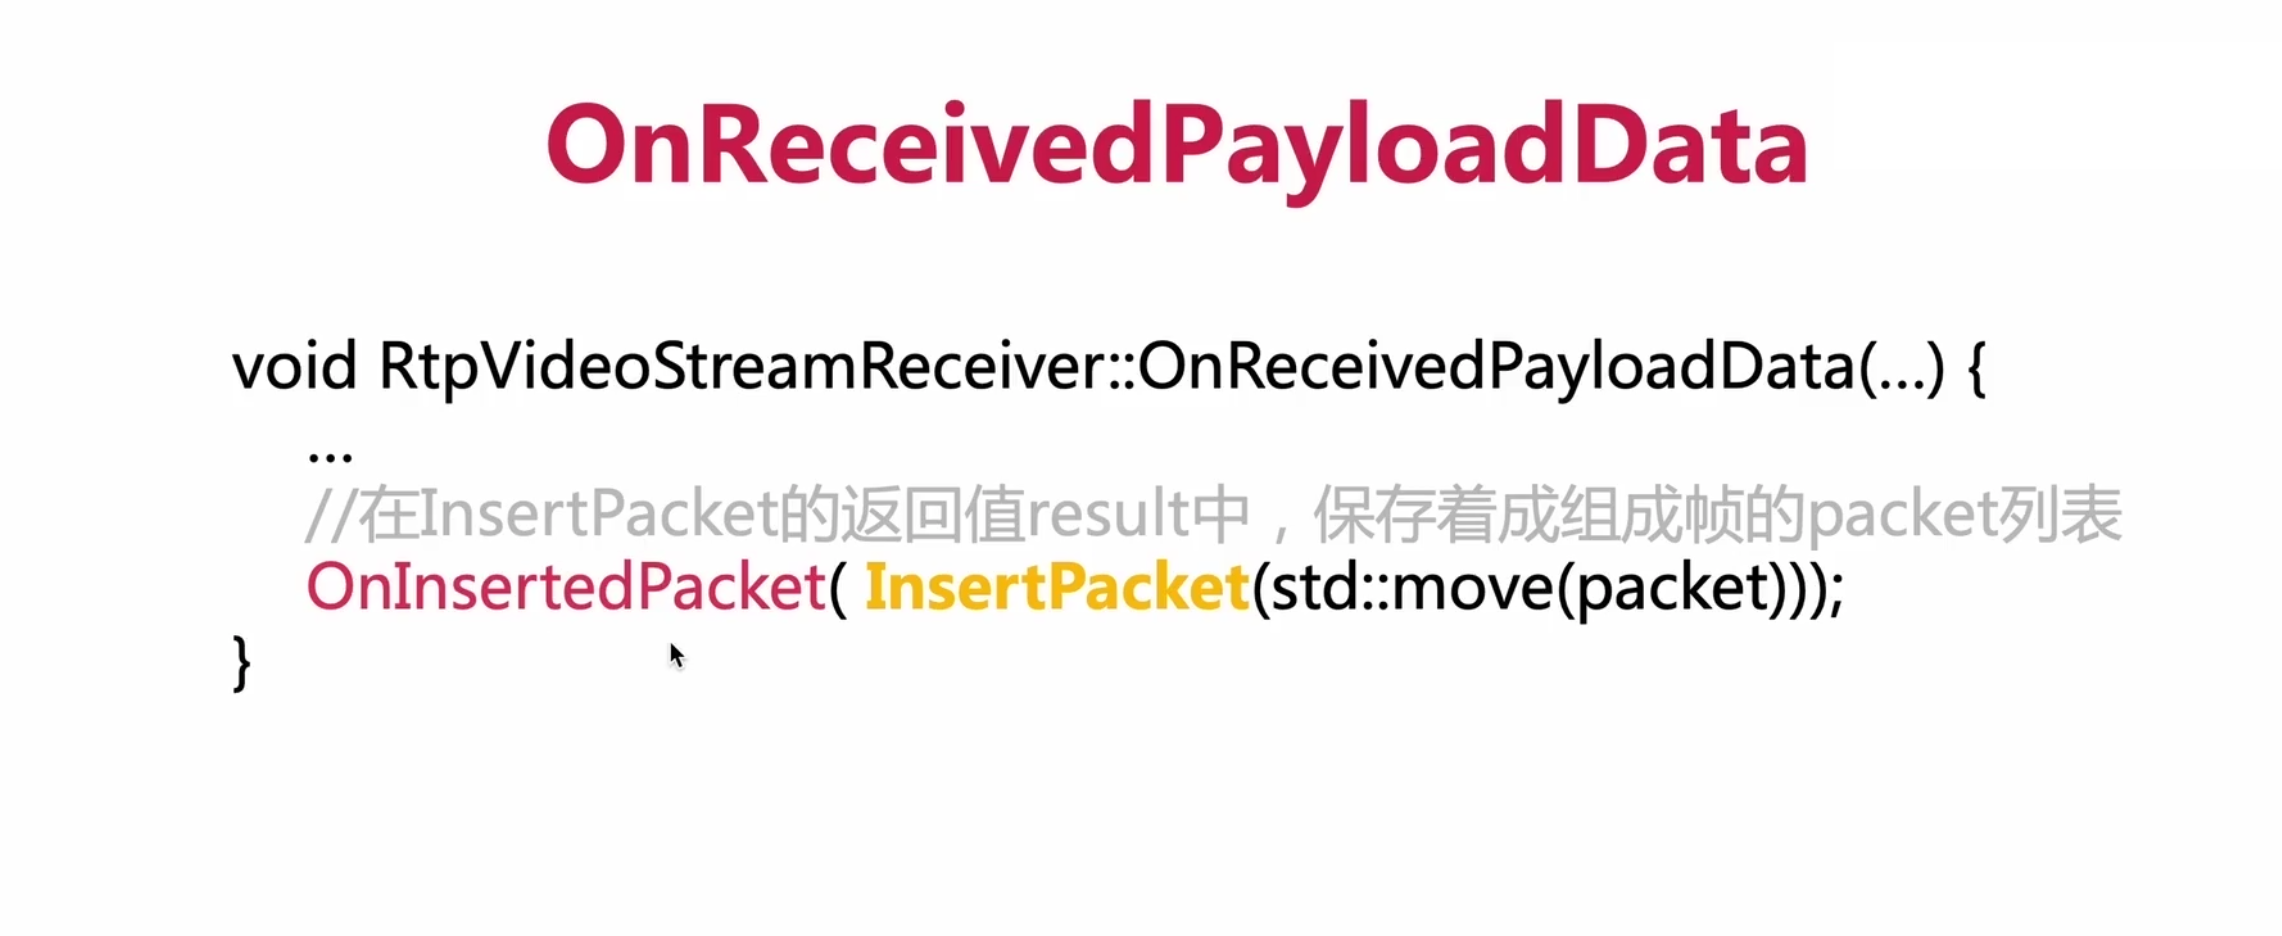 OnReceivedPayloadData
void RtpVideoStreamReceiver::OnReceivedPayloadData(...) {
...
//在InsertPacket的返回值result中，保存着成组成帧的packet列表
OnInsertedPacket( InsertPacket(std::move(packet)));
}